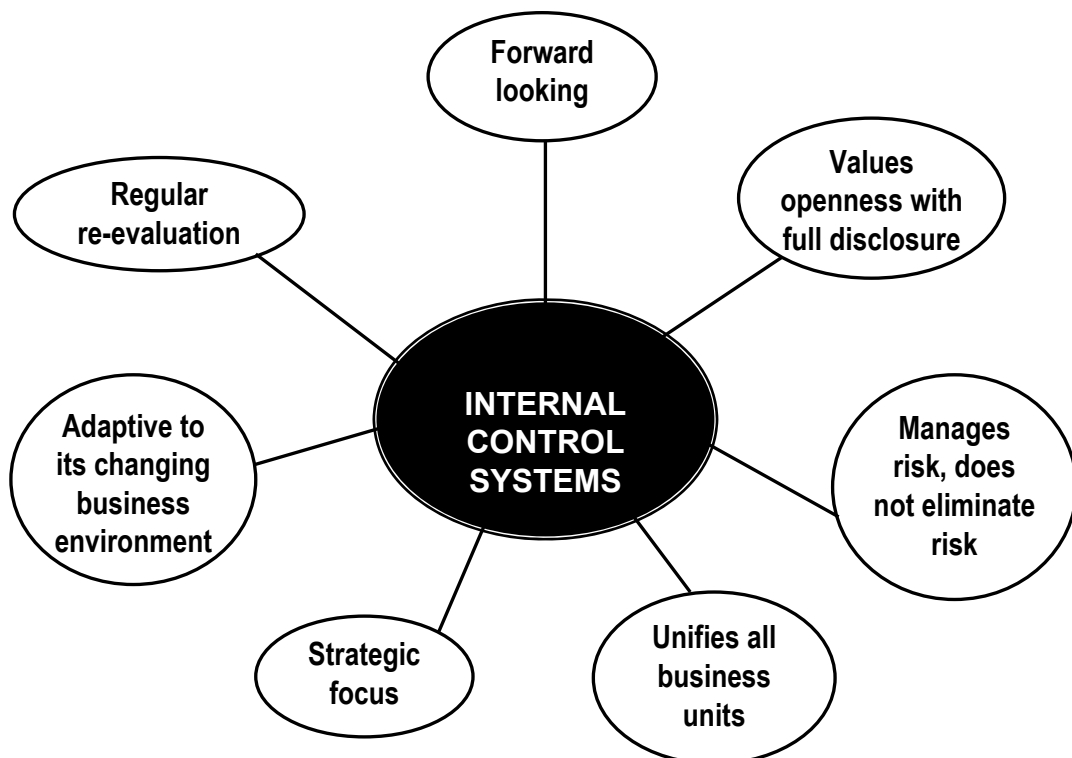 Forward
looking
Values
openness with
full disclosure
Regular
re-evaluation
INTERNAL
CONTROL
SYSTEMS
Adaptive to
its changing
business
environment
Manages
risk, does
not eliminate
risk
Strategic
focus
Unifies all
business
units